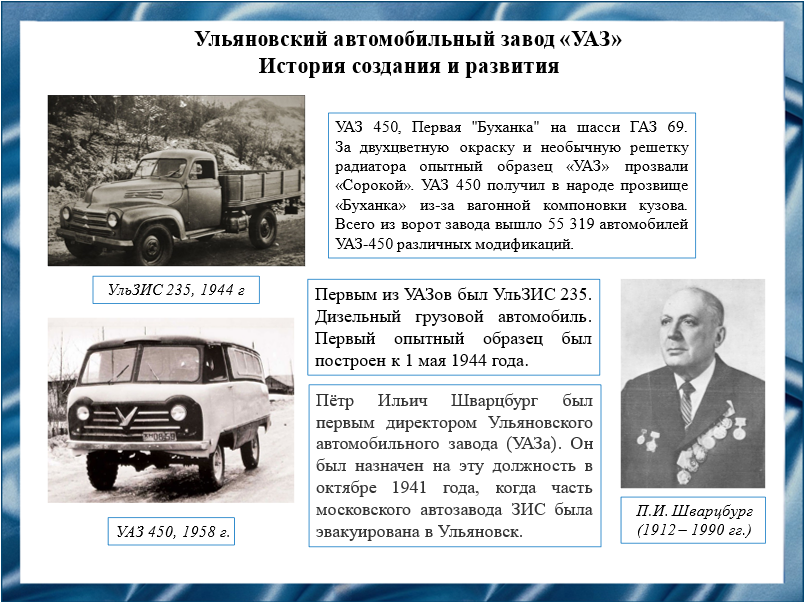 Ульяновский автомобильный завод «УАЗ»
История создания и развития
УАЗ 450, Первая "Буханка" на шасси ГАЗ 69.
За двухцветную окраску и необычную решетку
радиатора опытный образец «УАЗ» прозвали
«Сорокой». УАЗ 450 получил в народе прозвище
«Буханка» из-за вагонной компоновки кузова.
Всего из ворот завода вышло 55 319 автомобилей
УАЗ-450 различных модификаций.
УльЗИС 235, 1944 г
Первым из УАЗов был УльЗИС 235.
Дизельный грузовой автомобиль.
Первый опытный образец был
построен к 1 мая 1944 года.
Пётр Ильич Шварцбург был
первым директором Ульяновского
автомобильного завода (УАЗа). Он
был назначен на эту должность в
октябре 1941 года, когда часть
московского автозавода ЗИС была
эвакуирована в Ульяновск.
УАЗ 450, 1958 г.
П.И. Шварцбург
(1912 – 1990 гг.)